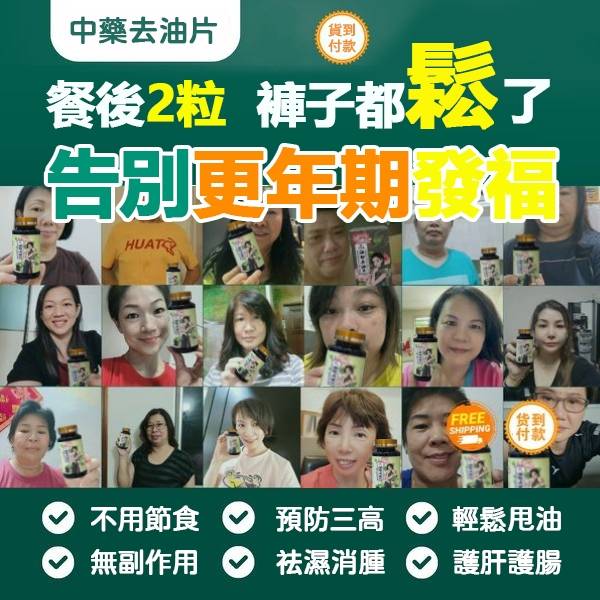 中藥去油片
貨到
付款
餐後2粒 褲子都鬆了
告別更年期發福
HUAT
FREE
SHIPPING
货到
付款
不用節食
預防三高
輕鬆甩油
無副作用
祛濕消腫
護肝護腸